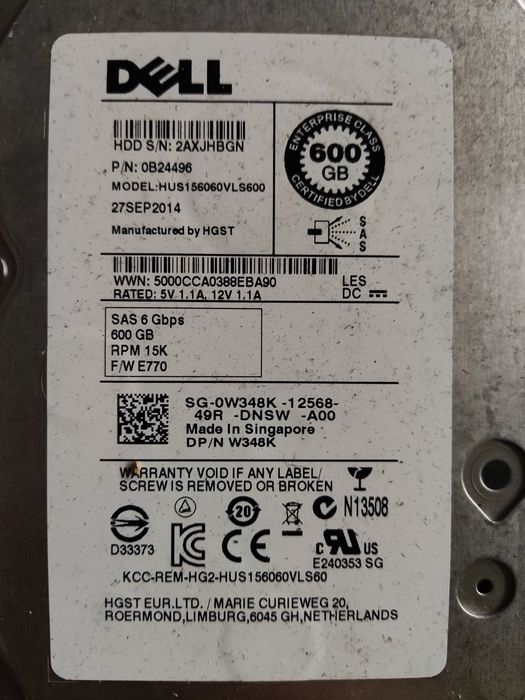 DELL
HDD S/N: 2AXJHBGN
P/N: 0B24496
MODEL:HUS156060VLS600
27SEP2014
Manufactured by HGST
ENTERPRISE CLASS
600
GB
CERTIFIED BY DELL
SAS
WWN: 5000CCA0388EBA90
RATED: 5V 1.1A, 12V 1.1A
LES
DC
SAS 6 Gbps
600 GB
RPM 15K
F/W E770
SG-0W348K -12568-
49R -DNSW -A00
Made In Singapore
DP/N W348K
WARRANTY VOID IF ANY LABEL/
SCREW IS REMOVED OR BROKEN
20
N13508
D33373
CE
c RU US
E240353 SG
KCC-REM-HG2-HUS156060VLS60
HGST EUR.LTD. / MARIE CURIEWEG 20,
ROERMOND,LIMBURG,6045 GH,NETHERLANDS